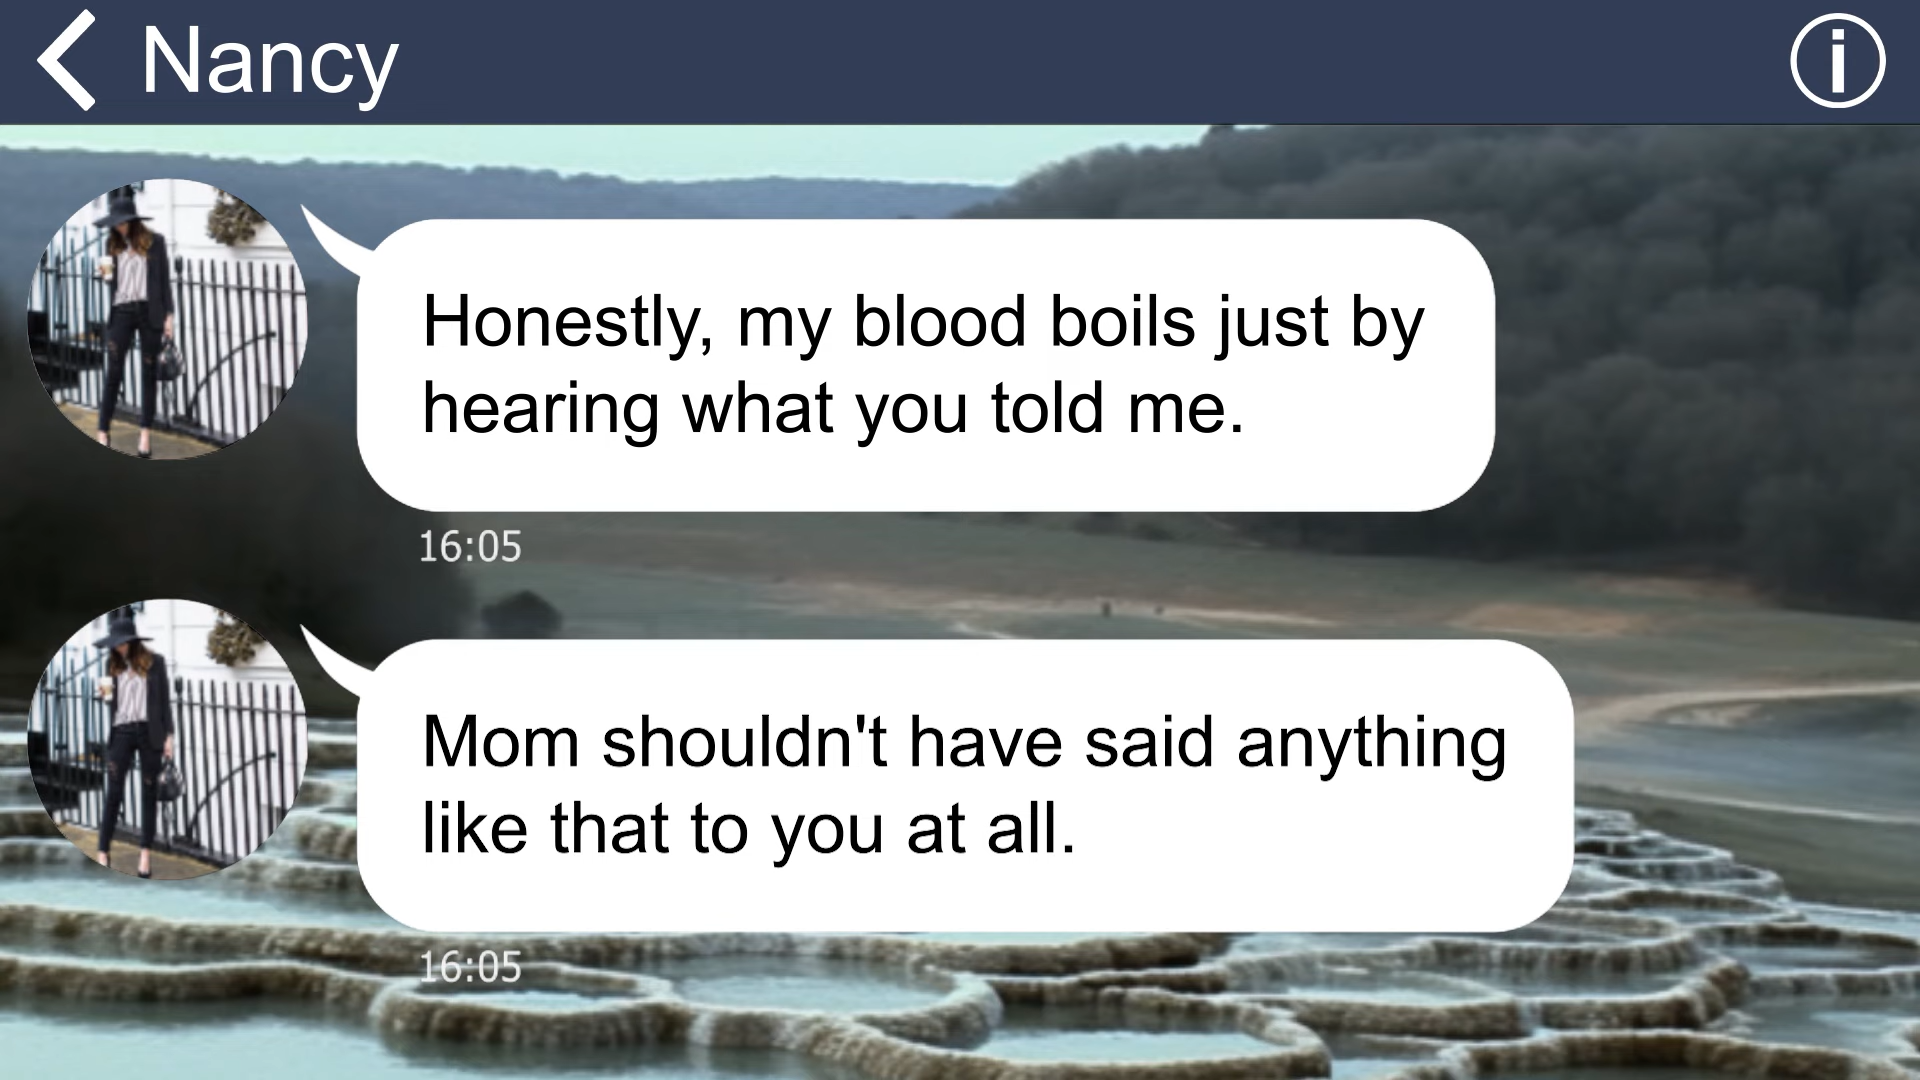 Nancy
Honestly, my blood boils just by
hearing what you told me.
16:05
Mom shouldn't have said anything
like that to you at all.
16:05